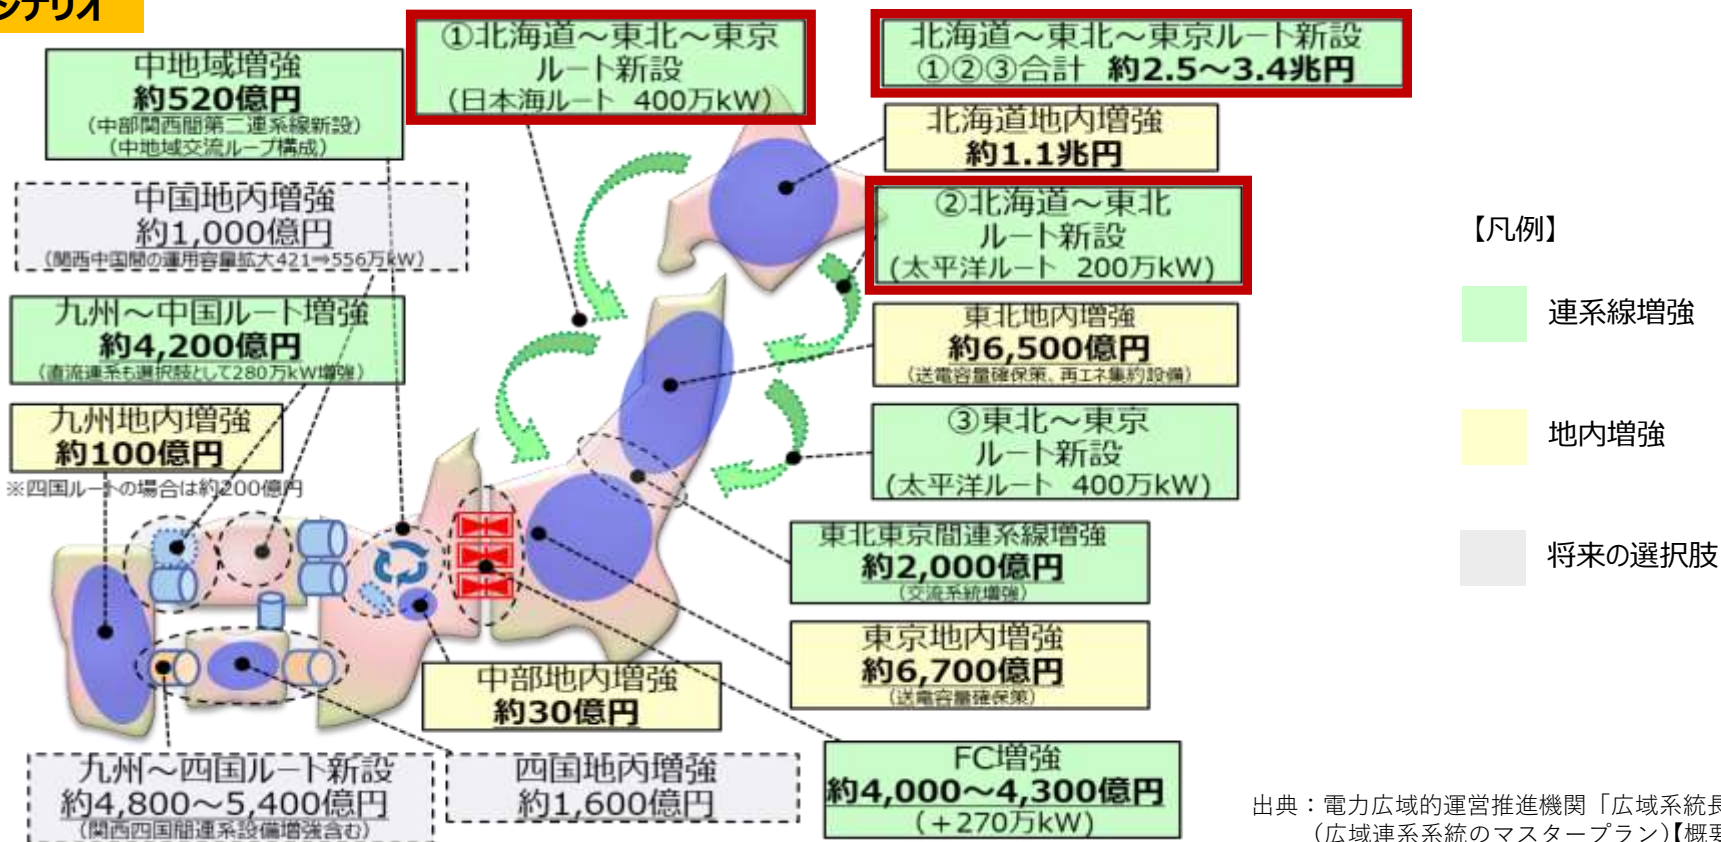 シナリオ
①北海道～東北～東京
ルート新設
(日本海ルート 400万kW)
北海道～東北～東京ルート新設
①②③合計 約2.5～3.4兆円
中地域増強
約520億円
(中部関西間第二連系線新設)
(中地域交流ループ構成)
北海道地内増強
約1.1兆円
中国地内増強
約1,000億円
(関西中国間の運用容量拡大421⇒556万kW)
②北海道～東北
ルート新設
(太平洋ルート 200万kW)
九州～中国ルート増強
約4,200億円
(直流連系も選択肢として280万kW増強)
東北地内増強
約6,500億円
(送電容量確保策、再エネ集約設備)
九州地内増強
約100億円
※四国ルートの場合は約200億円
③東北～東京
ルート新設
(太平洋ルート 400万kW)
東北東京間連系線増強
約2,000億円
(交流系統増強)
東京地内増強
約6,700億円
(送電容量確保策)
中部地内増強
約30億円
九州～四国ルート新設
約4,800～5,400億円
(関西四国間連系設備増強含む)
四国地内増強
約1,600億円
FC増強
約4,000～4,300億円
(+270万kW)
【凡例】
連系線増強
地内増強
将来の選択肢
出典：電力広域的運営推進機関「広域系統長
(広域連系系統のマスタープラン)【概要